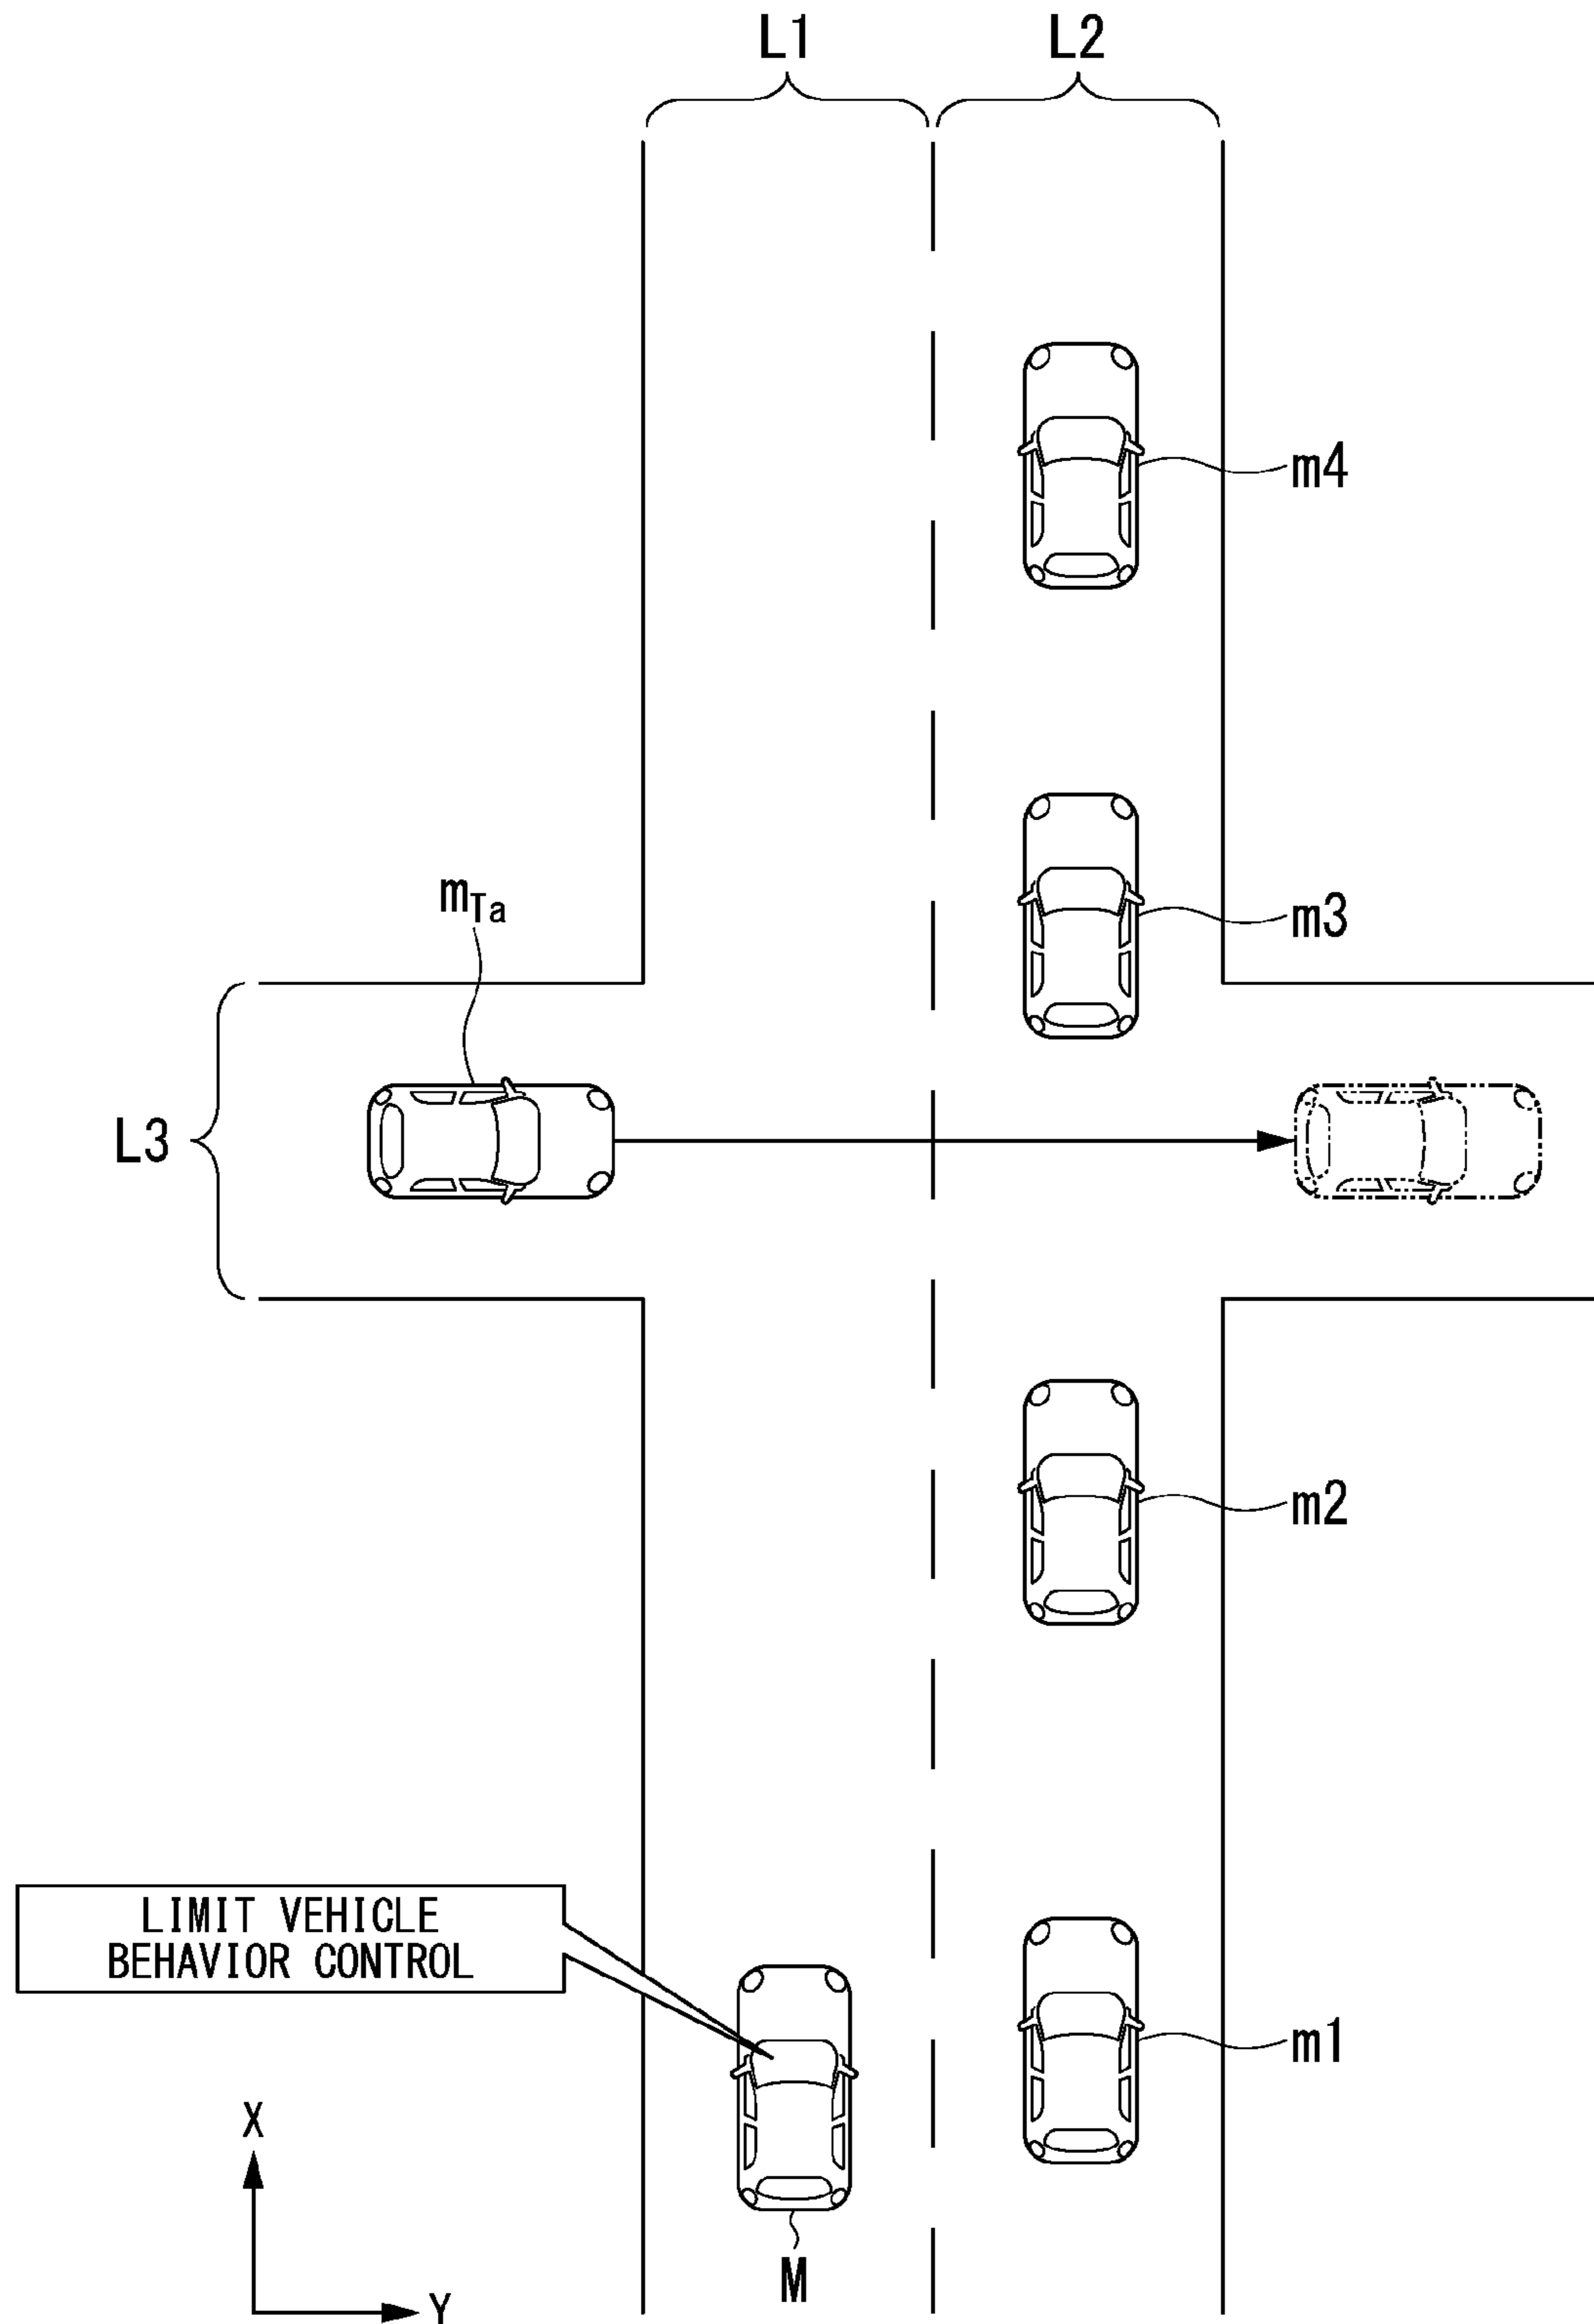 L1 L2
m4
m3
mTa
L3
m2
LIMIT VEHICLE
BEHAVIOR CONTROL
m1
X
M
Y